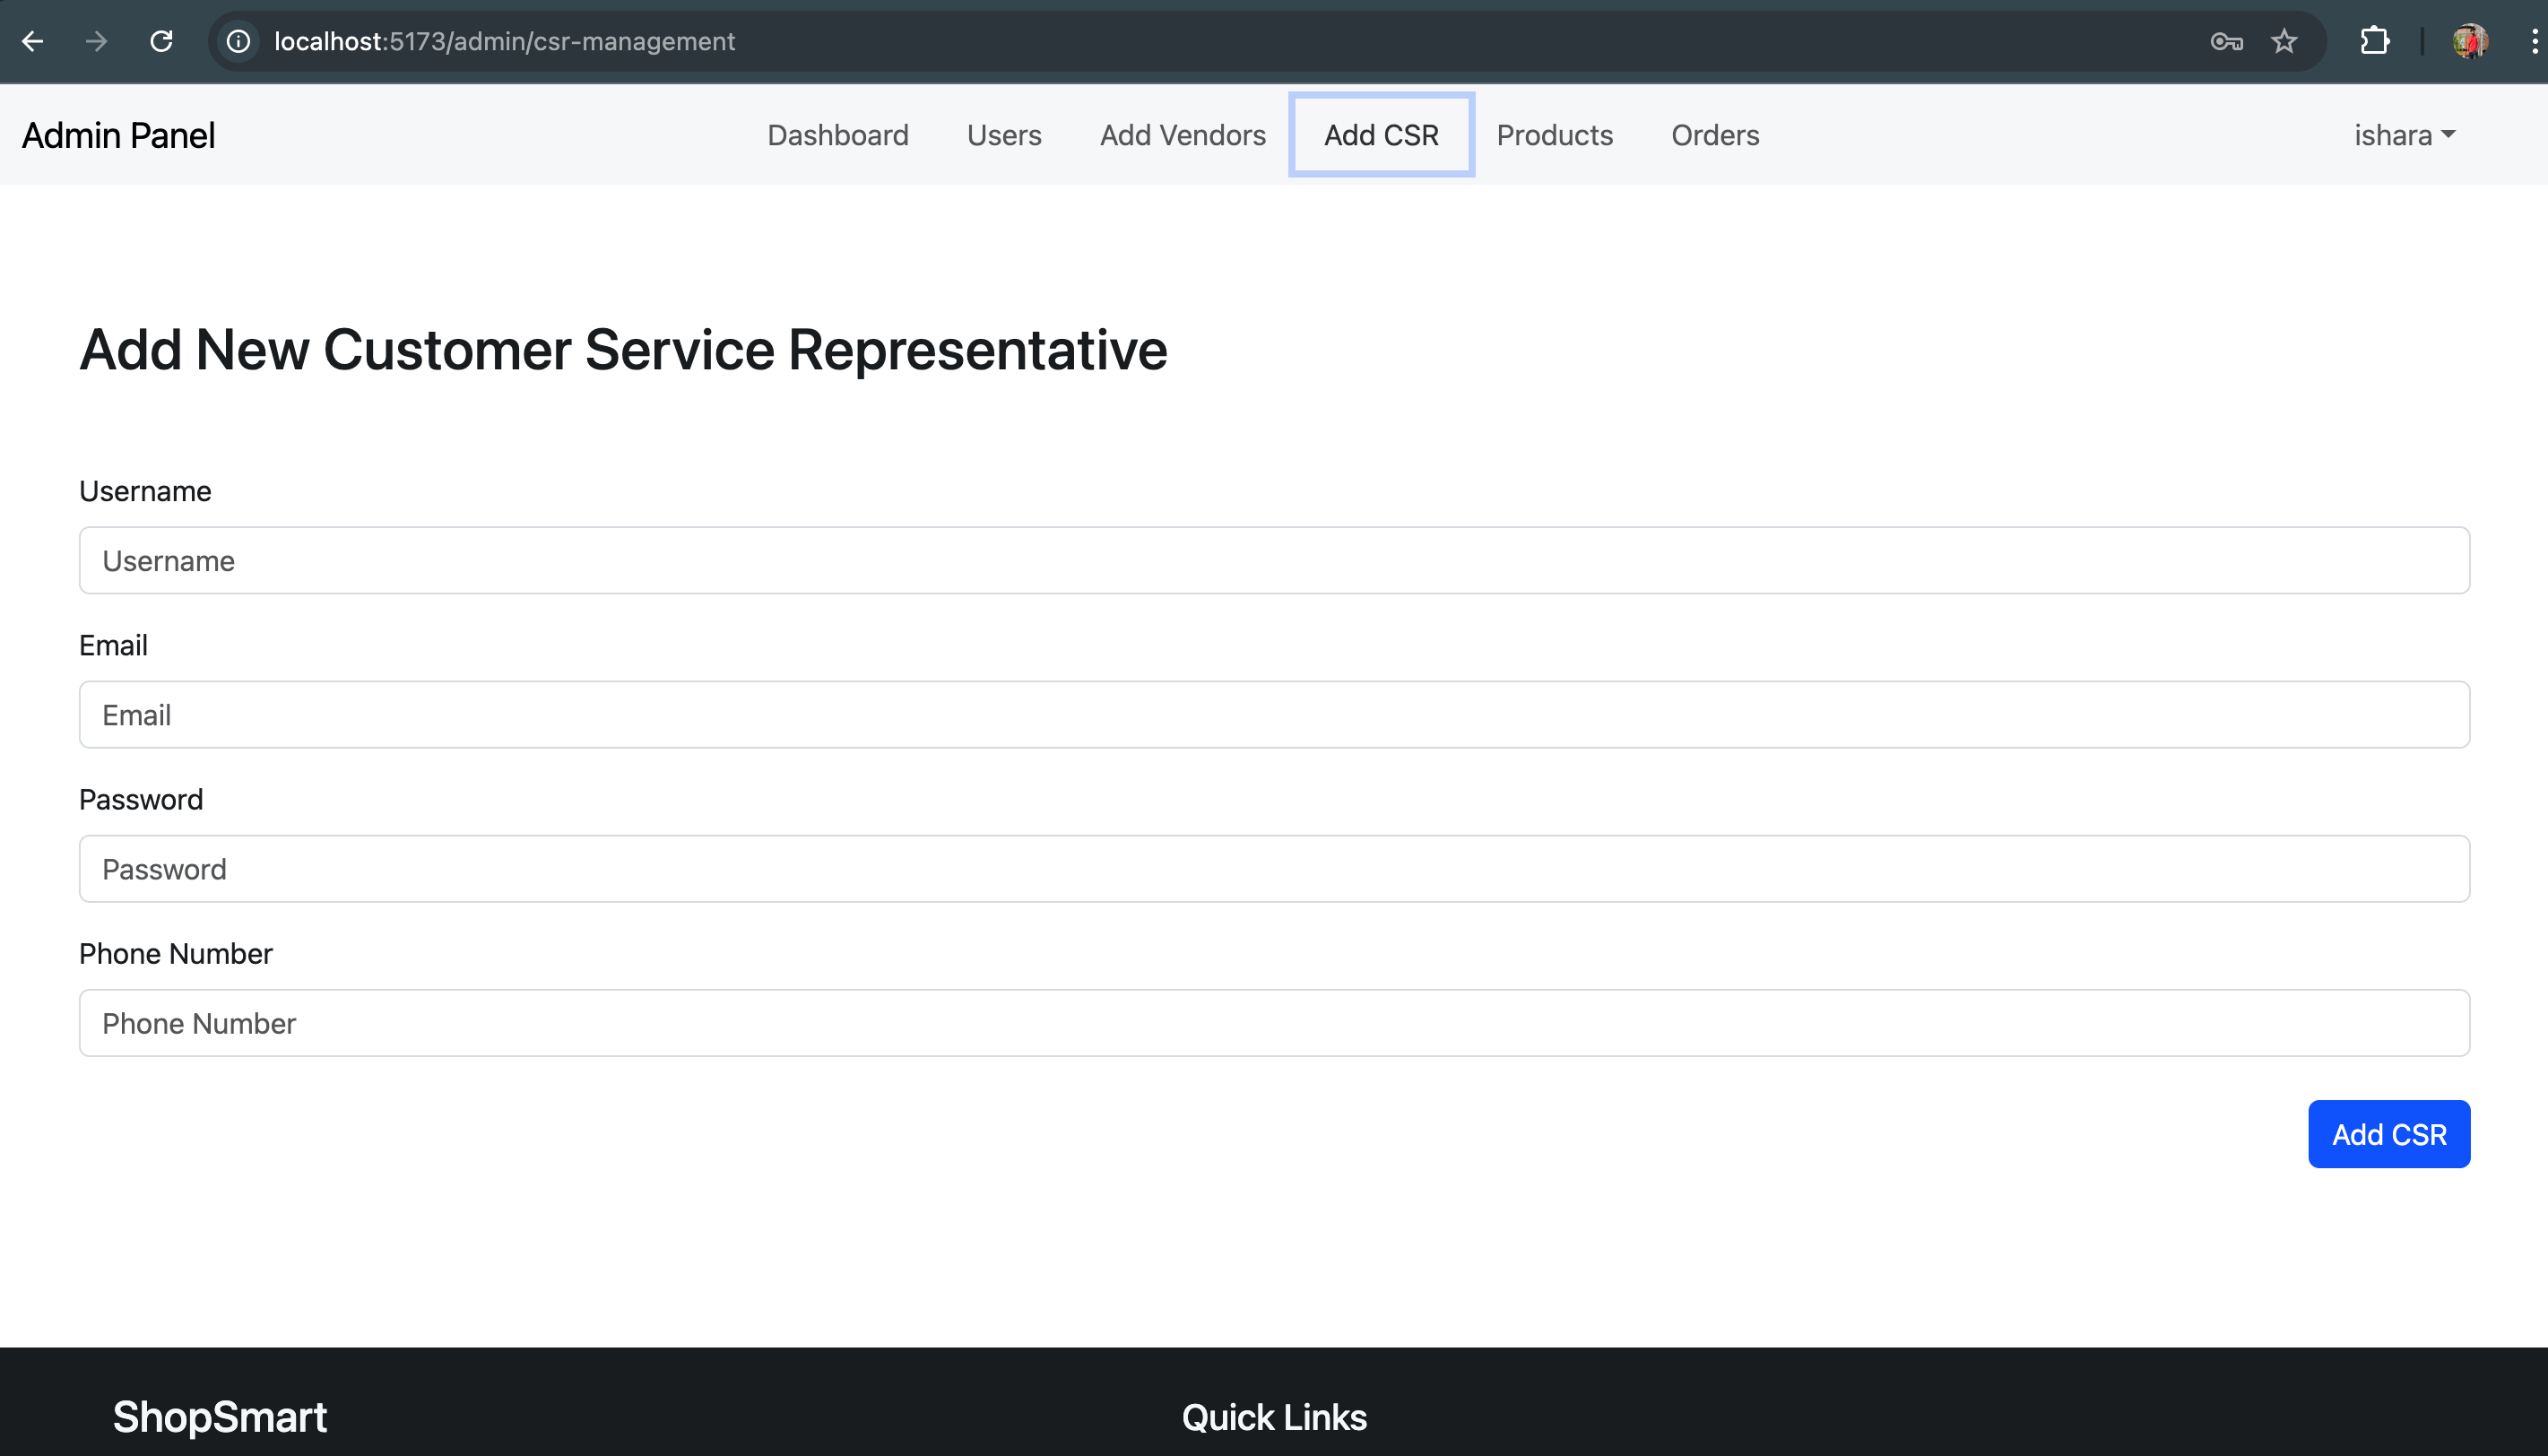 localhost:5173/admin/csr-management
Admin Panel Dashboard Users Add Vendors Add CSR Products Orders ishara
Add New Customer Service Representative
Username
Username
Email
Email
Password
Password
Phone Number
Phone Number
Add CSR
ShopSmart Quick Links